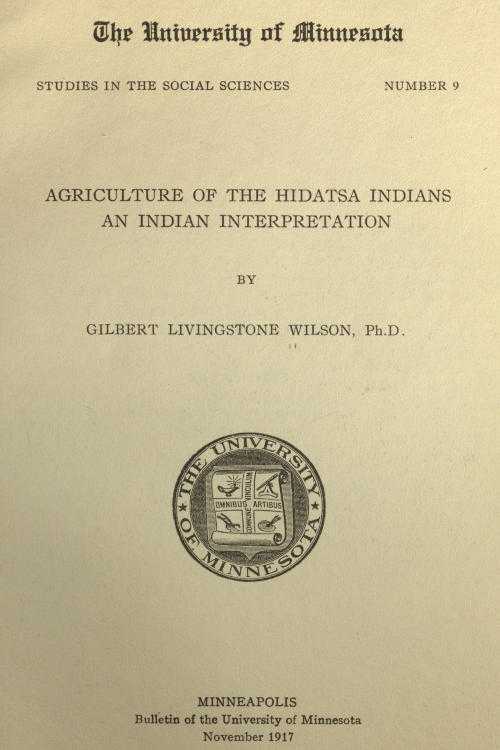 The University of Minnesota
STUDIES IN THE SOCIAL SCIENCES NUMBER 9
AGRICULTURE OF THE HIDATSA INDIANS
AN INDIAN INTERPRETATION
BY
GILBERT LIVINGSTONE WILSON, Ph.D.
THE UNIVERSITY
OF MINNESOTA
COMMUNE VINCULUM
OMNIBUS ARTIBUS
MINNEAPOLIS
Bulletin of the University of Minnesota
November 1917